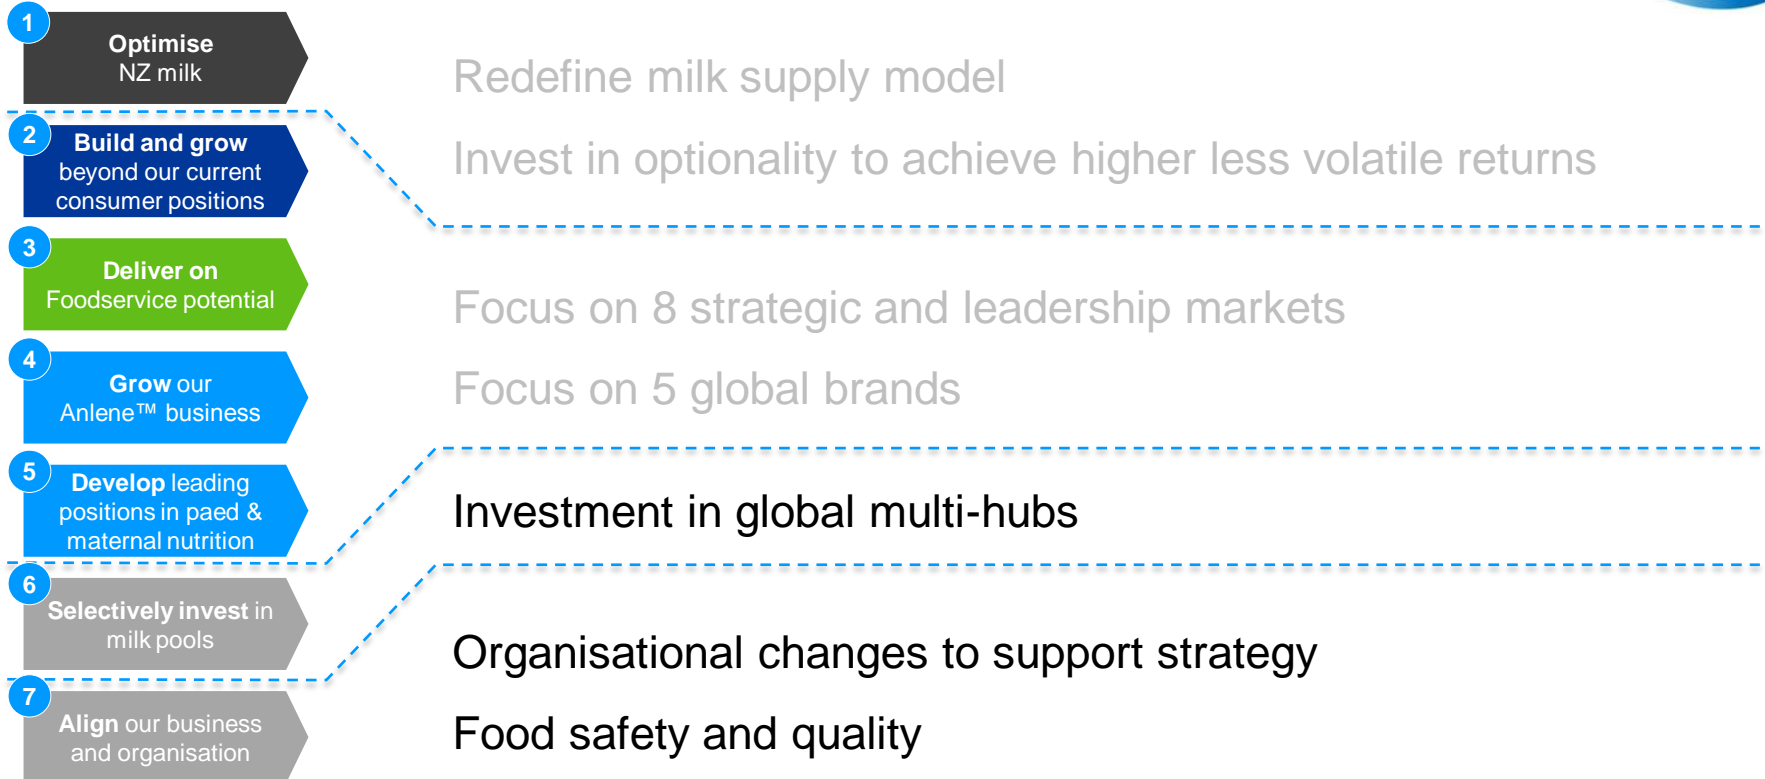 1
Optimise
NZ milk
Redefine milk supply model
2
Build and grow
beyond our current
consumer positions
Invest in optionality to achieve higher less volatile returns
3
Deliver on
Foodservice potential
Focus on 8 strategic and leadership markets
4
Grow our
Anlene™ business
Focus on 5 global brands
5
Develop leading
positions in paed &
maternal nutrition
Investment in global multi-hubs
6
Selectively invest in
milk pools
Organisational changes to support strategy
7
Align our business
and organisation
Food safety and quality